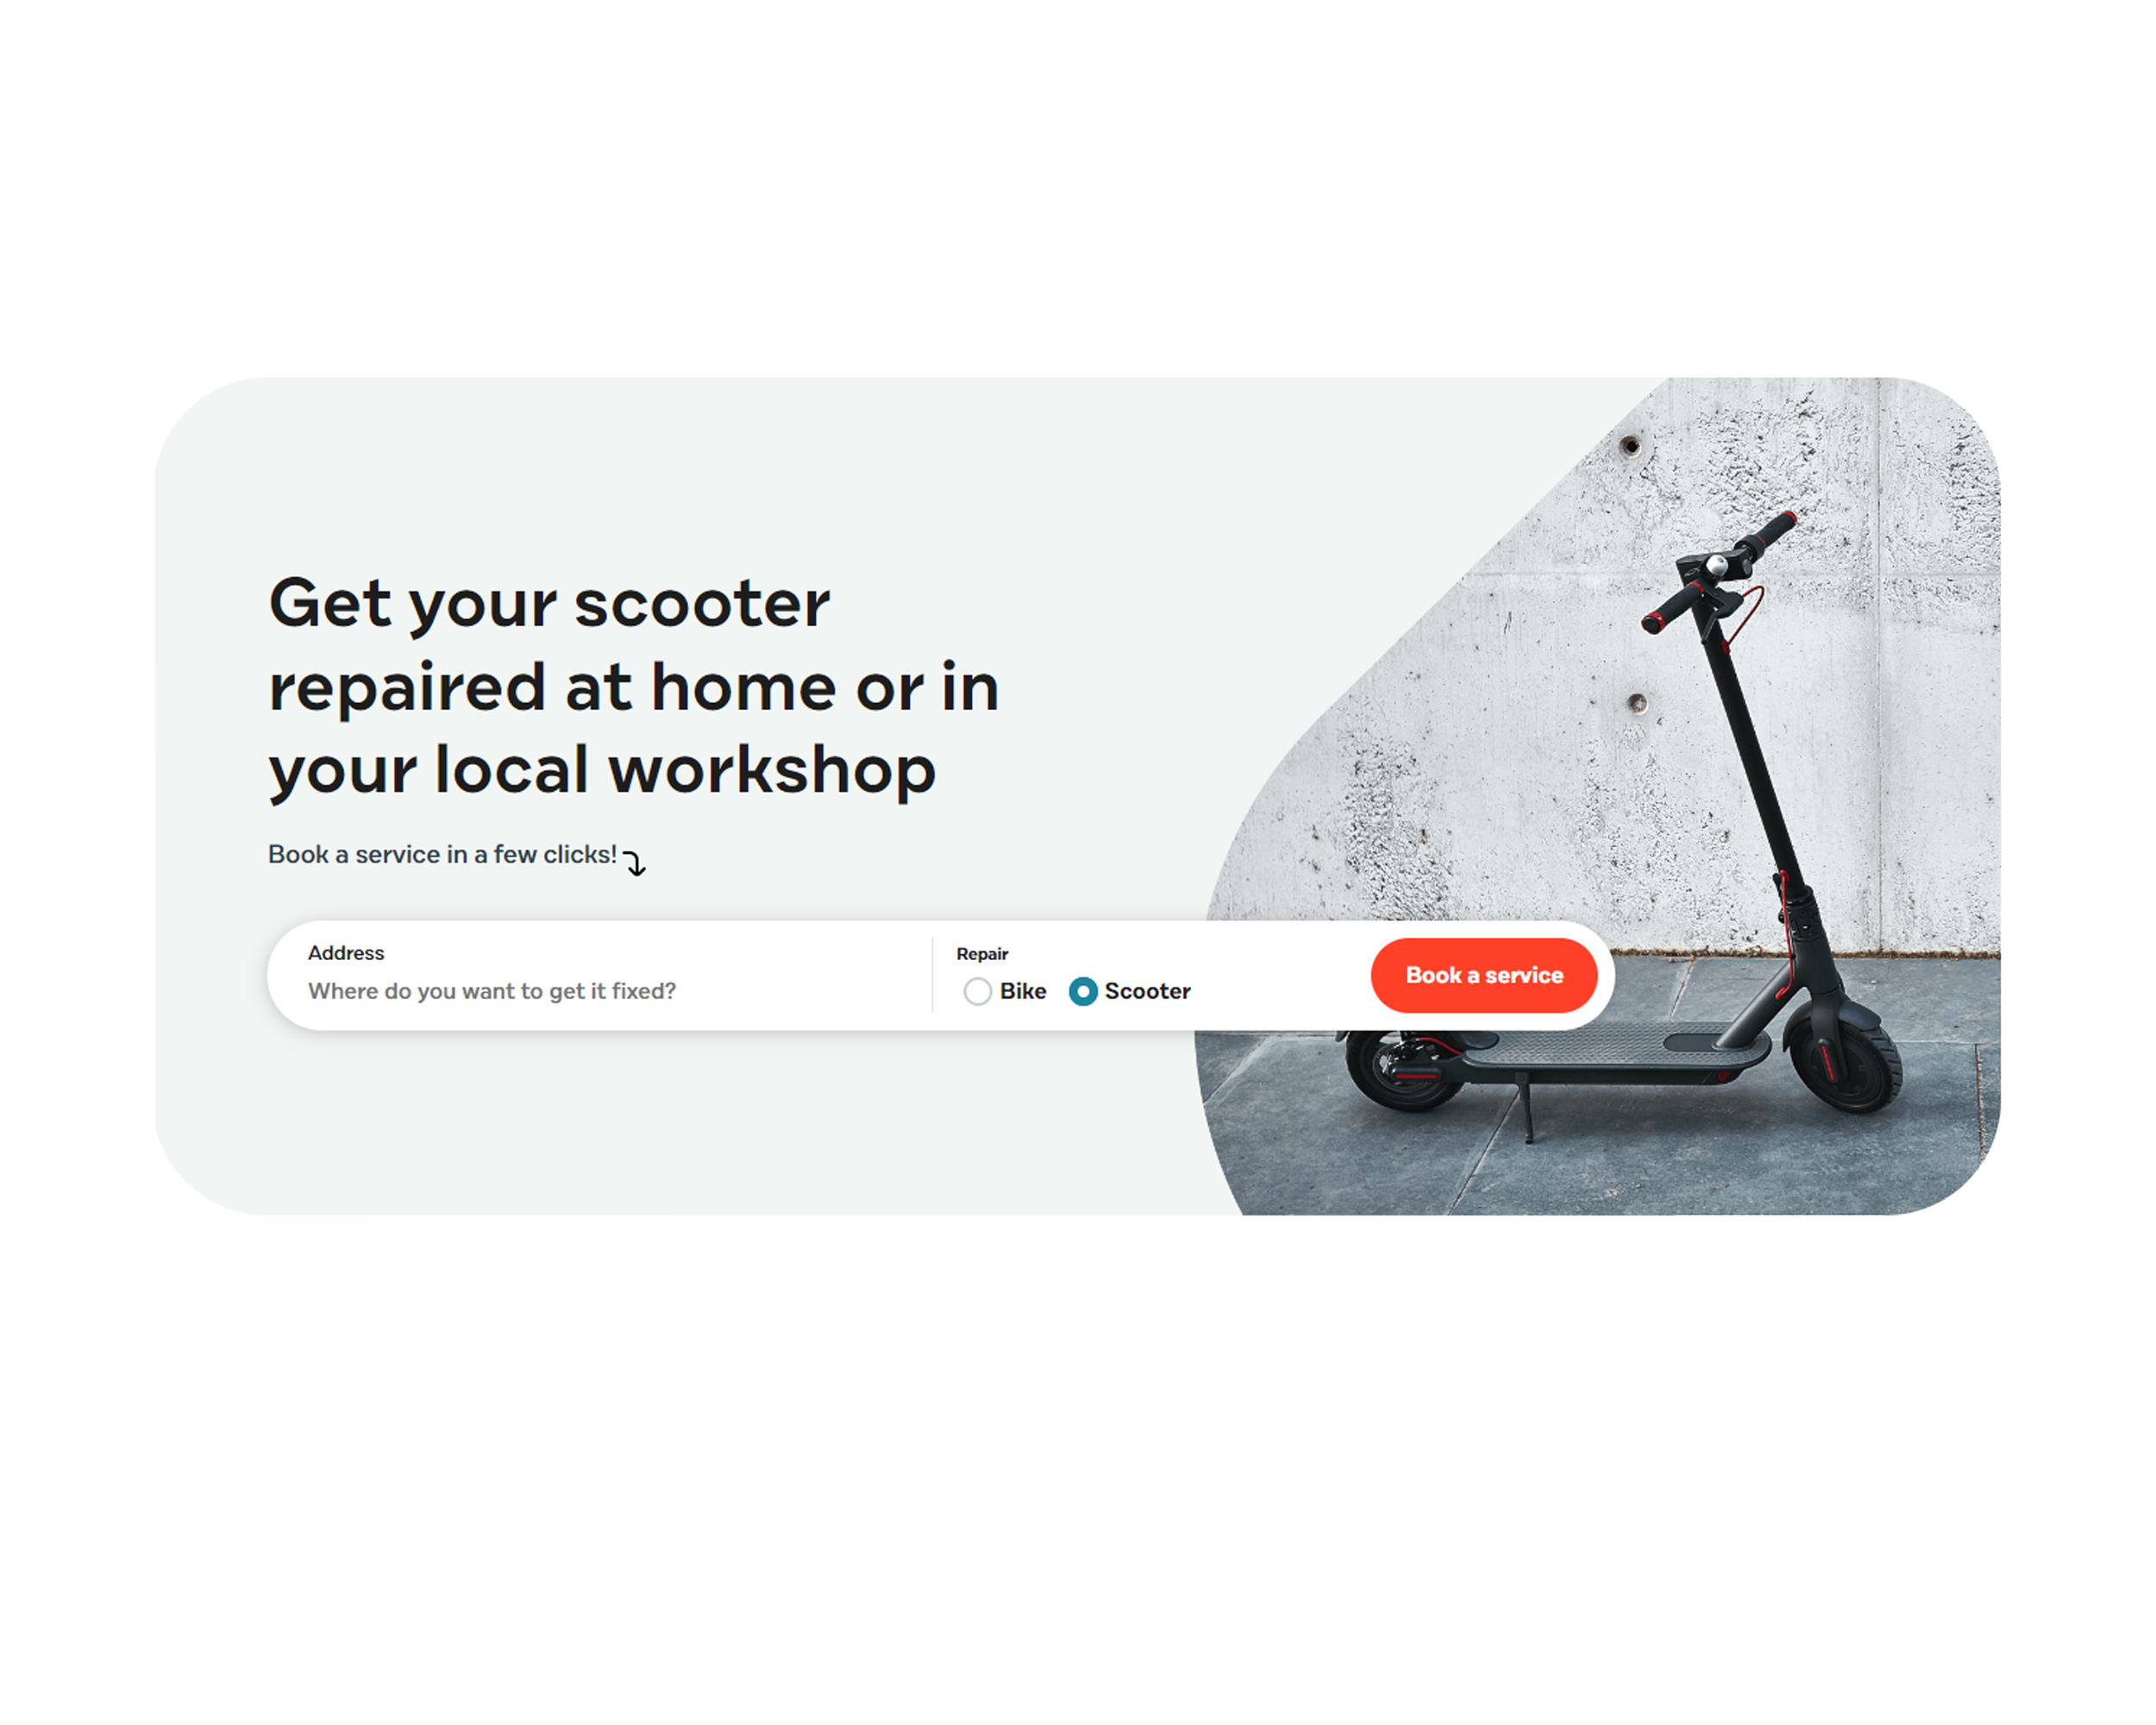 Get your scooter
repaired at home or in
your local workshop
Book a service in a few clicks!
Address
Where do you want to get it fixed?
Repair
Bike
Scooter
Book a service